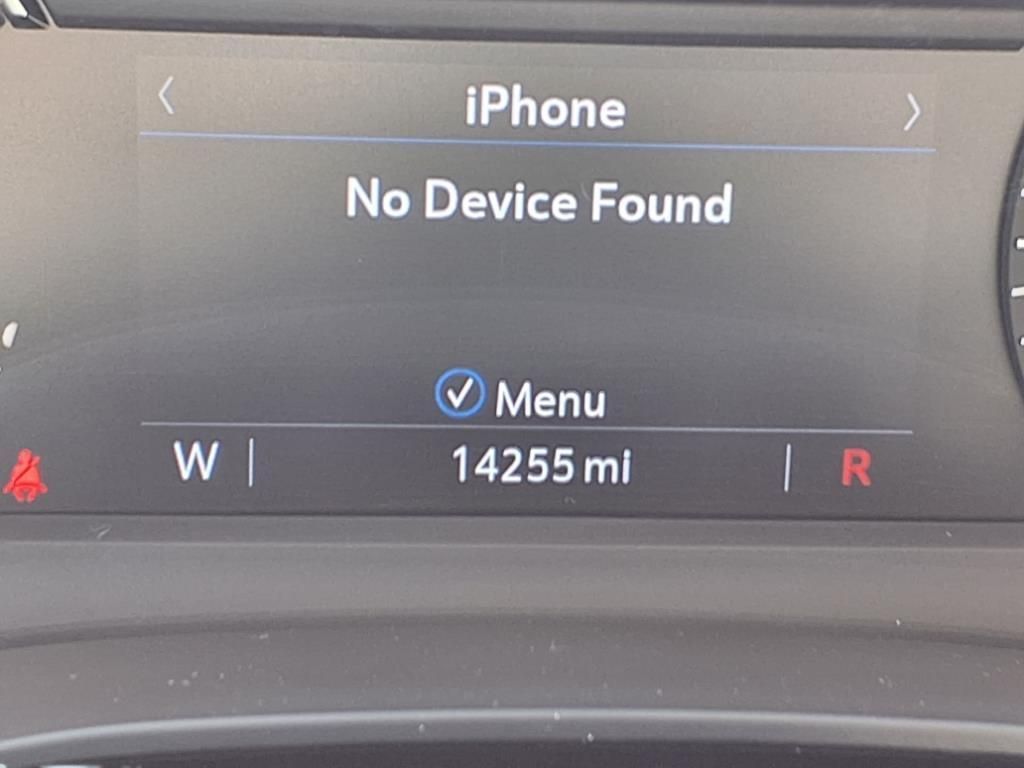 iPhone
No Device Found
Menu
W 14255 mi R